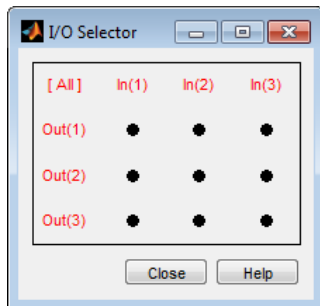 I/O Selector
[ All ] In(1) In(2) In(3)
Out(1)
Out(2)
Out(3)
Close Help